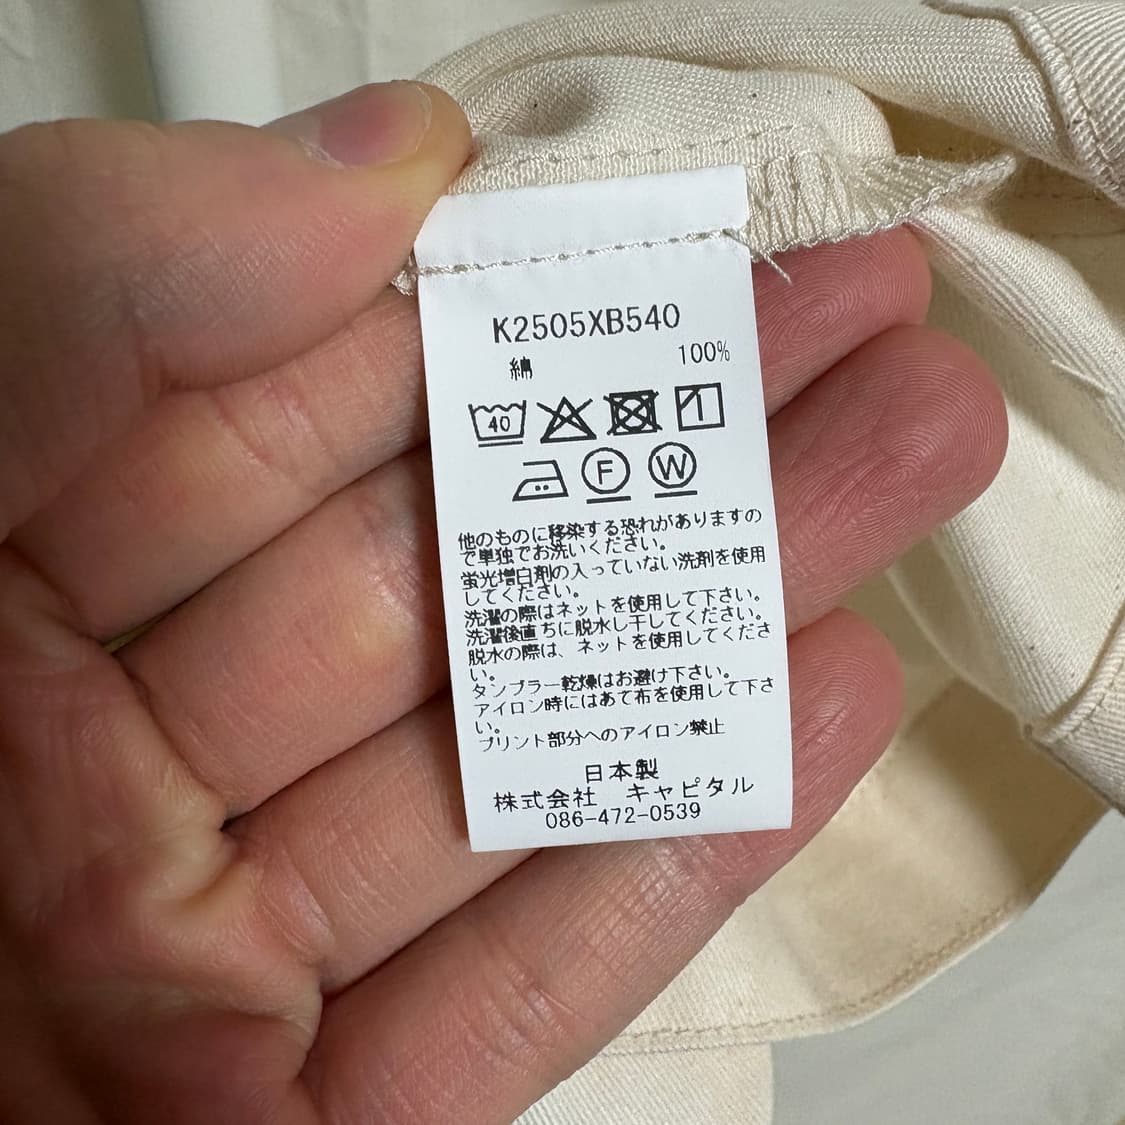 K2505XB540
綿 100%
40
F W
他のものに移染する恐れがありますの
で単独でお洗いください。
蛍光増白剤の入っていない洗剤を使用
してください。
洗濯の際はネットを使用して下さい。
洗濯後直ちに脱水し干してください。
脱水の際は、ネットを使用してくださ
い。
タンブラー乾燥はお避け下さい。
アイロン時にはあて布を使用して下さ
い。
プリント部分へのアイロン禁止
日本製
株式会社 キャピタル
086-472-0539